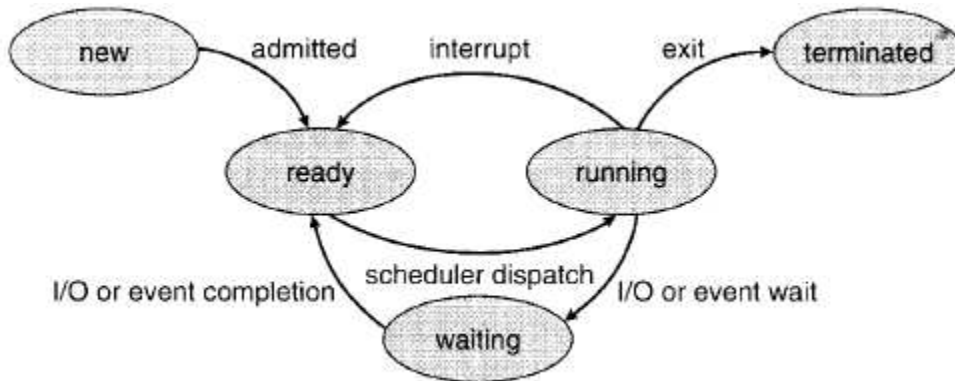 new
admitted
interrupt
exit
terminated
ready
running
scheduler dispatch
I/O or event completion
I/O or event wait
waiting